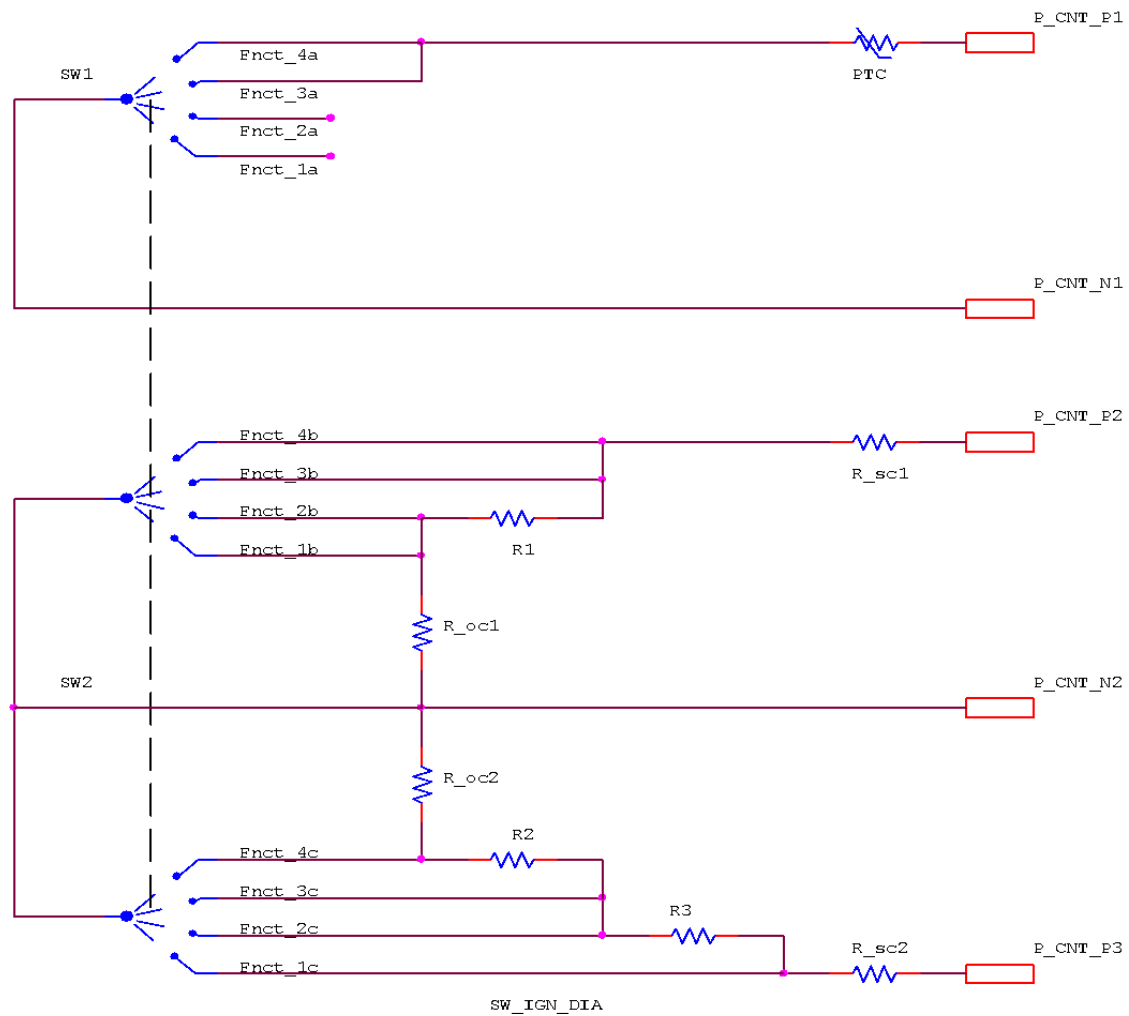 P_CNT_P1
Fnct_4a
SW1
PTC
Fnct_3a
Fnct_2a
Fnct_1a
P_CNT_N1
P_CNT_P2
Fnct_4b
Fnct_3b
R_sc1
Fnct_2b
Fnct_1b
R1
R_oc1
SW2
P_CNT_N2
R_oc2
R2
Fnct_4c
Fnct_3c
R3
Fnct_2c
R_sc2
P_CNT_P3
Fnct_1c
SW_IGN_DIA